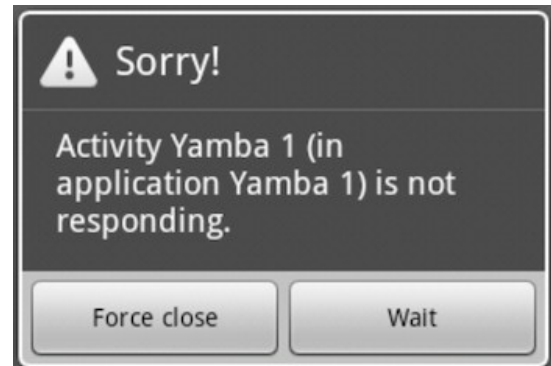 Sorry!
Activity Yamba 1 (in
application Yamba 1) is not
responding.
Force close
Wait